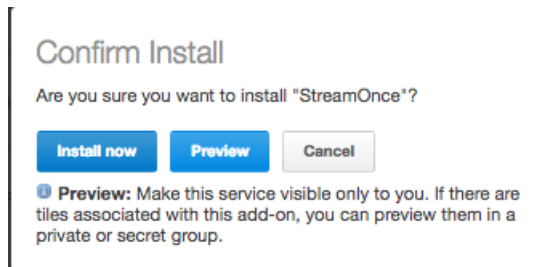 Confirm Install
Are you sure you want to install "StreamOnce"?
Install now Preview Cancel
Preview: Make this service visible only to you. If there are
tiles associated with this add-on, you can preview them in a
private or secret group.